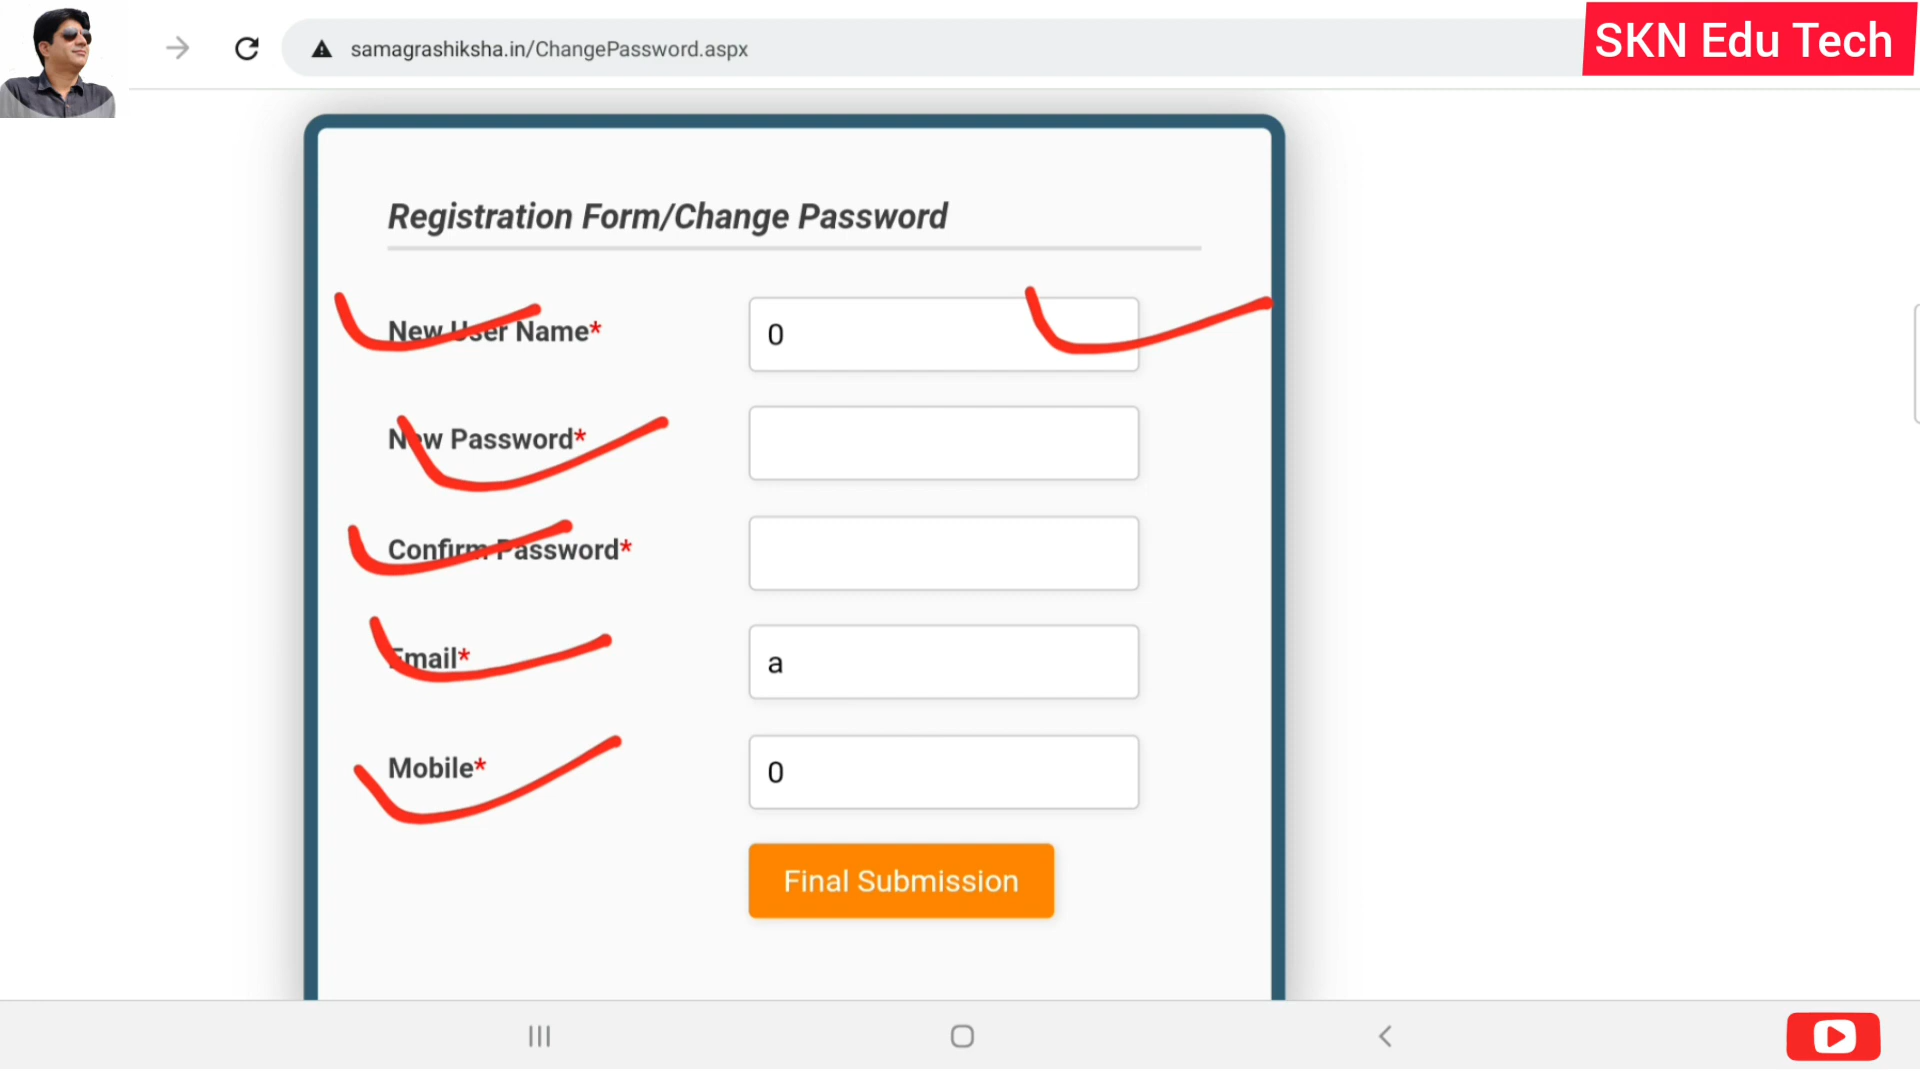 samagrashiksha.in/ChangePassword.aspx
SKN Edu Tech
Registration Form/Change Password
New User Name*
0
New Password*
Confirm Password*
Email*
a
Mobile*
0
Final Submission